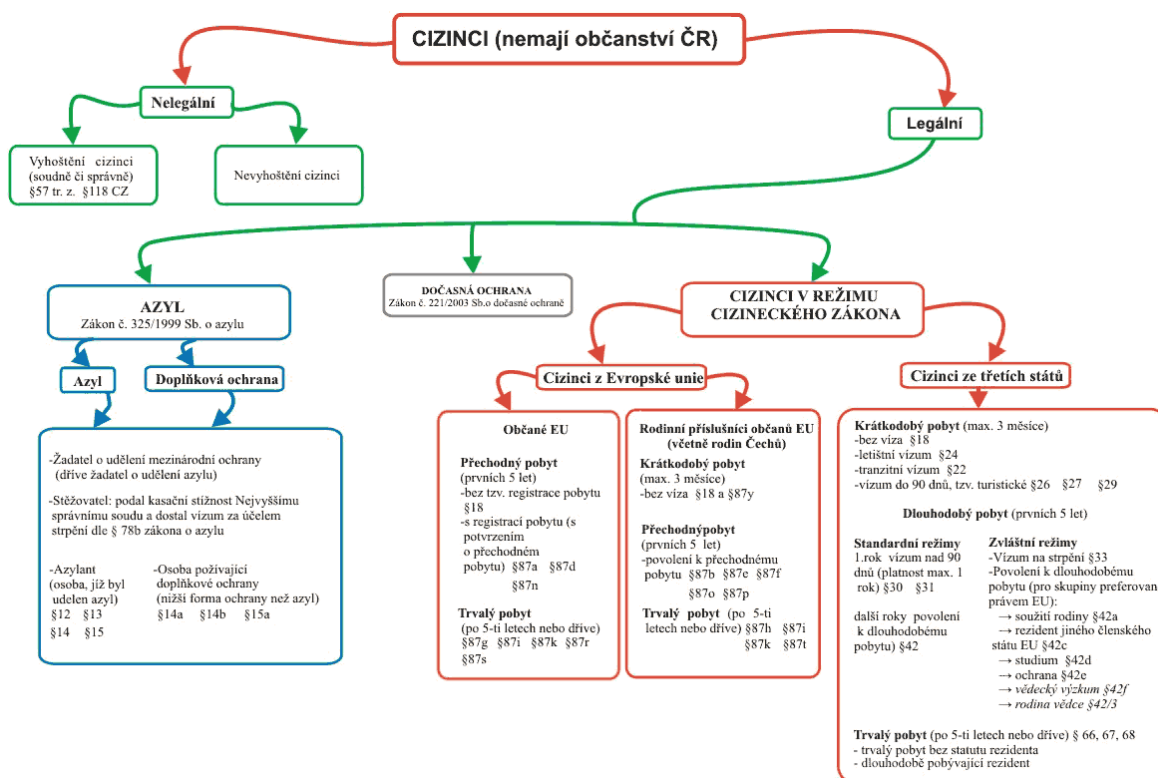 CIZINCI (nemají občanství ČR)
Nelegální
Legální
Vyhoštění cizinci
(soudně či správně)
§57 tr. z. §118 CZ
Nevyhoštění cizinci
AZYL
Zákon č. 325/1999 Sb. o azylu
DOČASNÁ OCHRANA
Zákon č. 221/2003 Sb.o dočasné ochraně
CIZINCI V REŽIMU
CIZINECKÉHO ZÁKONA
Azyl
Doplňková ochrana
-Žadatel o udělení mezinárodní ochrany
(dříve žadatel o udělení azylu)
-Stěžovatel: podal kasační stižnost Nejvyššímu
správnímu soudu a dostal vízum za účelem
strpění dle § 78b zákona o azylu
-Azylant
(osoba, jíž byl
udelen azyl)
§12 §13
§14 §15
-Osoba požívající
doplňkové ochrany
(nižší forma ochrany než azyl)
§14a §14b §15a
Cizinci z Evropské unie
Občané EU
Přechodný pobyt
(prvních 5 let)
-bez tzv. registrace pobytu
§18
-s registrací pobytu (s
potvrzením
o přechodném
pobytu) §87a §87d
§87n
Trvalý pobyt
(po 5-ti letech nebo dříve)
§87g §87i §87k §87r
§87s
Rodinní příslušníci občanů EU
(včetně rodin Čechů)
Krátkodobý pobyt
(max. 3 měsíce)
-bez víza §18 a §87y
Přechodnýpobyt
(prvních 5 let)
-povolení k přechodnému
pobytu §87b §87e §87f
§87o §87p
Trvalý pobyt (po 5-ti
letech nebo dříve) §87h §87i
§87k §87t
Cizinci ze třetích států
Krátkodobý pobyt (max. 3 měsíce)
-bez víza §18
-letištní vízum §24
-tranzitní vízum §22
-vízum do 90 dnů, tzv. turistické §26 §27 §29
Dlouhodobý pobyt (prvních 5 let)
Standardní režimy
1.rok vízum nad 90
dnů (platnost max. 1
rok) §30 §31
další roky povolení
k dlouhodobému
pobytu) §42
Zvláštní režimy
-Vízum na strpění §33
-Povolení k dlouhodobému
pobytu (pro skupiny preferovan
právem EU):
→ soužití rodiny §42a
→ rezident jiného členského
státu EU §42c
→ studium §42d
→ ochrana §42e
→ vědecký výzkum §42f
→ rodina vědce §42/3
Trvalý pobyt (po 5-ti letech nebo dříve) § 66, 67, 68
- trvalý pobyt bez statutu rezidenta
- dlouhodobě pobývající rezident